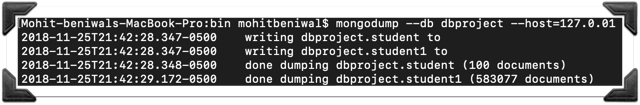 Mohit-beniwals-MacBook-Pro:bin mohitbeniwal$ mongodump --db dbproject --host=127.0.01
2018-11-25T21:42:28.347-0500 writing dbproject.student to
2018-11-25T21:42:28.347-0500 writing dbproject.student1 to
2018-11-25T21:42:28.348-0500 done dumping dbproject.student (100 documents)
2018-11-25T21:42:29.172-0500 done dumping dbproject.student1 (583077 documents)